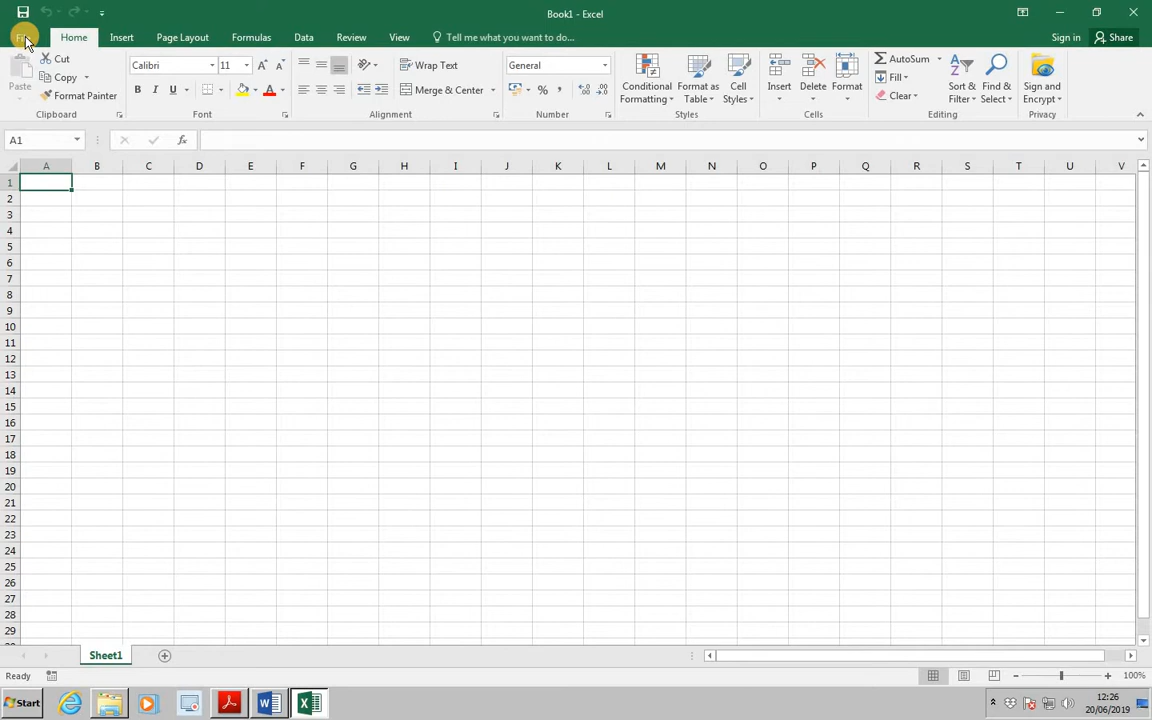 Book1 - Excel
Home Insert Page Layout Formulas Data Review View Tell me what you want to do... Sign in Share
Paste Cut Copy Format Painter Clipboard
Calibri 11 B I U A Font
Wrap Text Merge & Center Alignment
General % , Number
Conditional Formatting Format as Table Cell Styles Styles
Insert Delete Format Cells
AutoSum Fill Clear Sort & Filter Find & Select Editing
Sign and Encrypt Privacy
A1 fx
A B C D E F G H I J K L M N O P Q R S T U V
1
2
3
4
5
6
7
8
9
10
11
12
13
14
15
16
17
18
19
20
21
22
23
24
25
26
27
28
29
Sheet1
Ready 100%
Start 12:26
20/06/2019